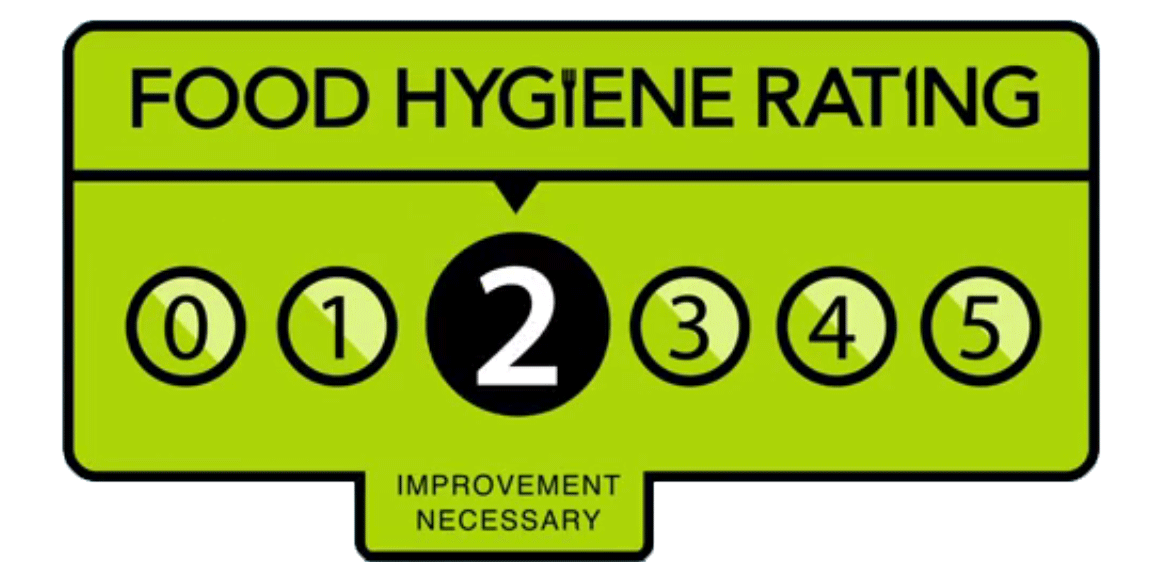 FOOD HYGIENE RATING
0 1 2 3 4 5
IMPROVEMENT
NECESSARY